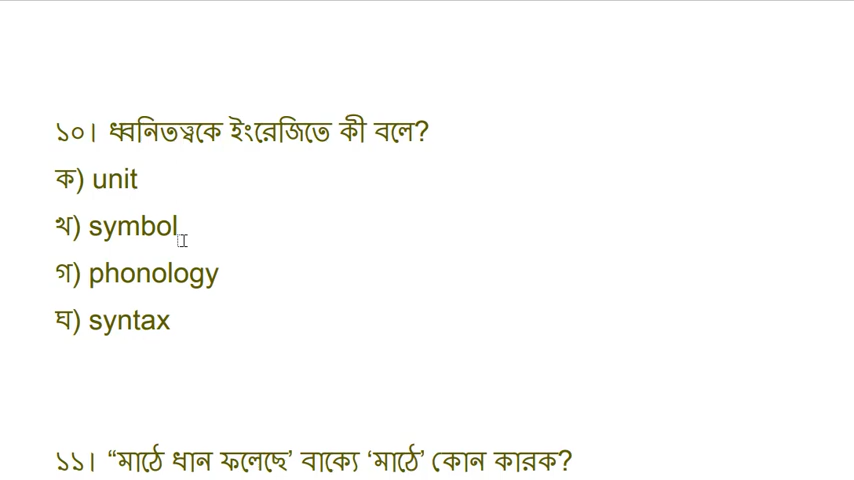 ১০। ধ্বনিতত্ত্বকে ইংরেজিতে কী বলে?
ক) unit
খ) symbol
গ) phonology
ঘ) syntax
১১। “মাঠে ধান ফলেছে’ বাক্যে ‘মাঠে’ কোন কারক?